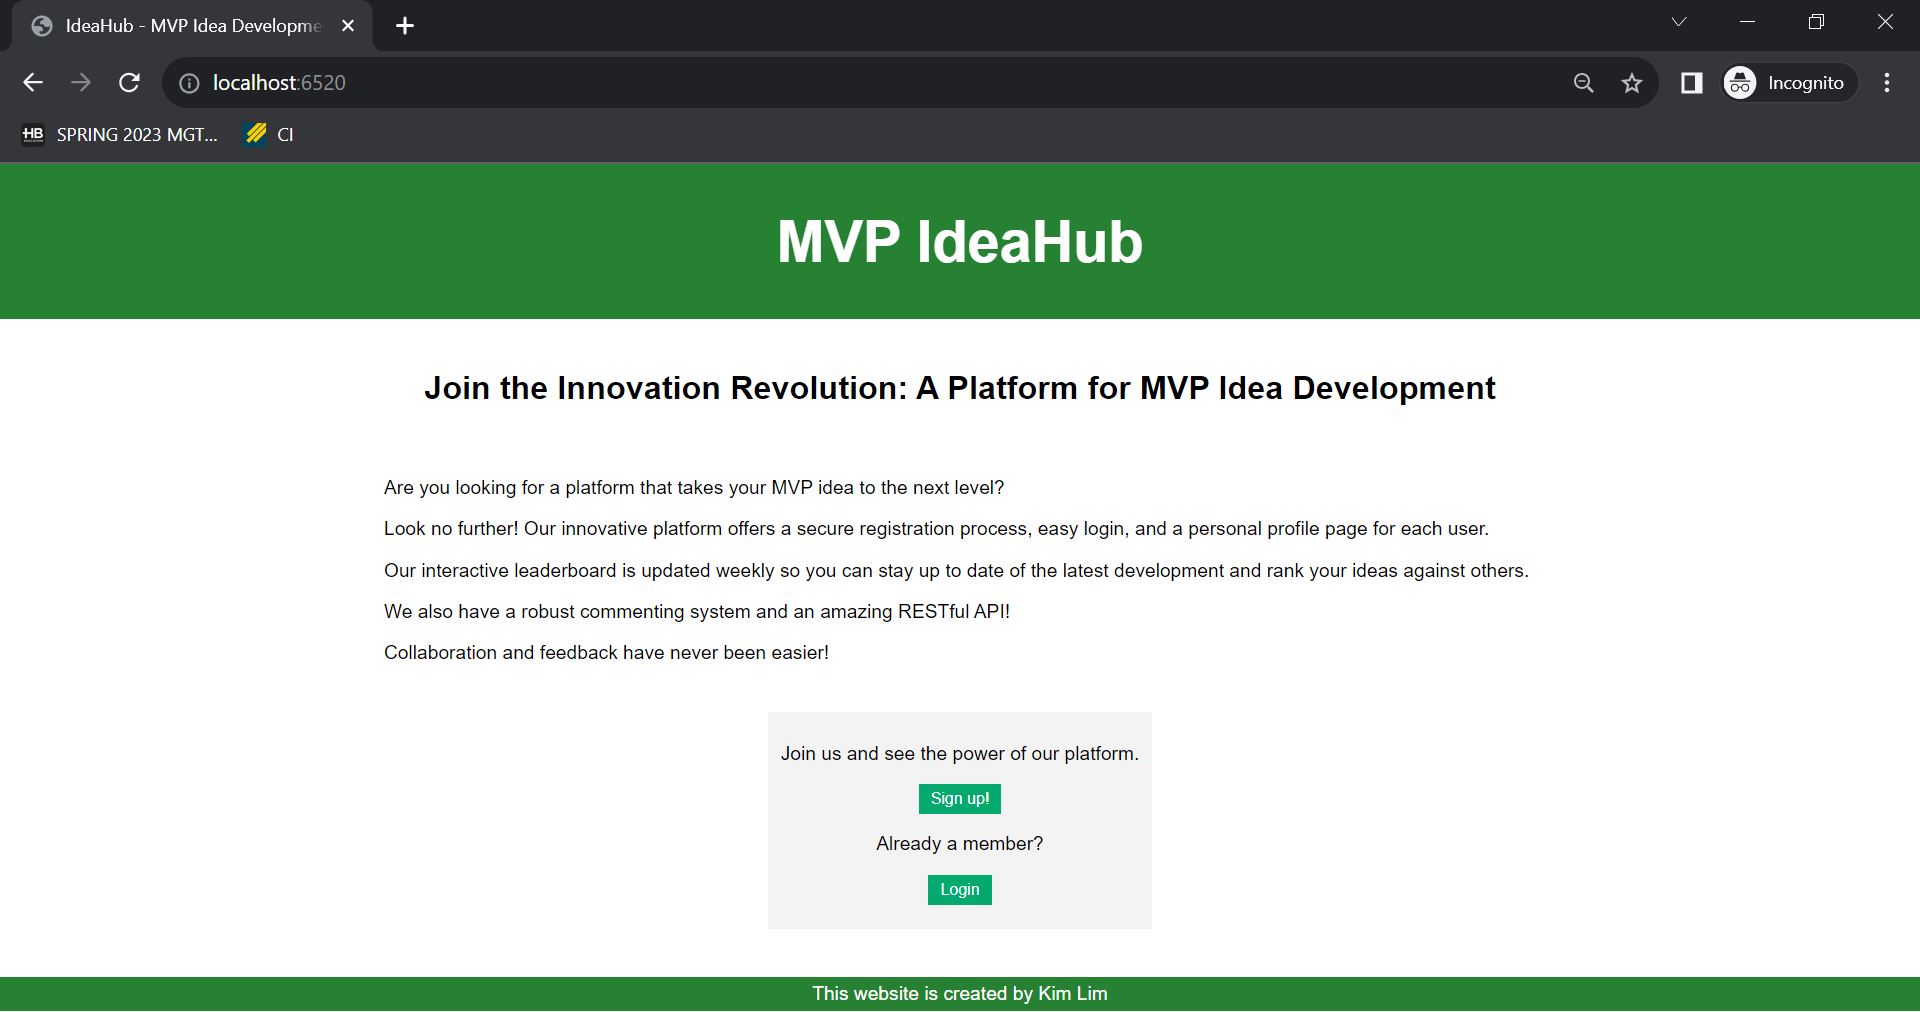 IdeaHub - MVP Idea Developme
localhost:6520
Incognito
HB
SPRING 2023 MGT...
CI
MVP IdeaHub
Join the Innovation Revolution: A Platform for MVP Idea Development
Are you looking for a platform that takes your MVP idea to the next level?
Look no further! Our innovative platform offers a secure registration process, easy login, and a personal profile page for each user.
Our interactive leaderboard is updated weekly so you can stay up to date of the latest development and rank your ideas against others.
We also have a robust commenting system and an amazing RESTful API!
Collaboration and feedback have never been easier!
Join us and see the power of our platform.
Sign up!
Already a member?
Login
This website is created by Kim Lim